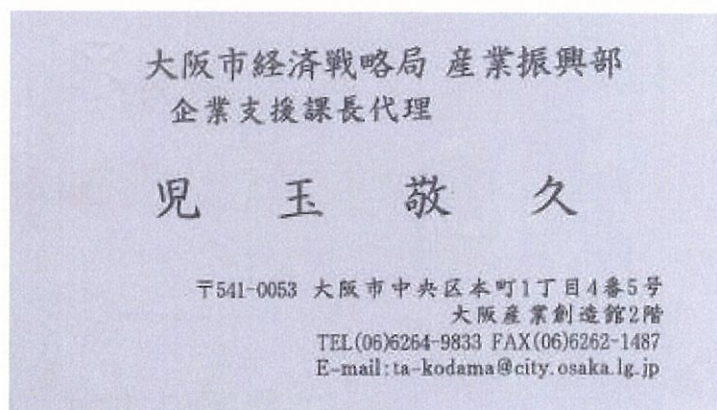 大阪市経済戦略局 産業振興部
企業支援課長代理
児玉敬久
〒541-0053 大阪市中央区本町1丁目4番5号
大阪産業創造館2階
TEL(06)6264-9833 FAX(06)6262-1487
E-mail:ta-kodama@city.osaka.lg.jp